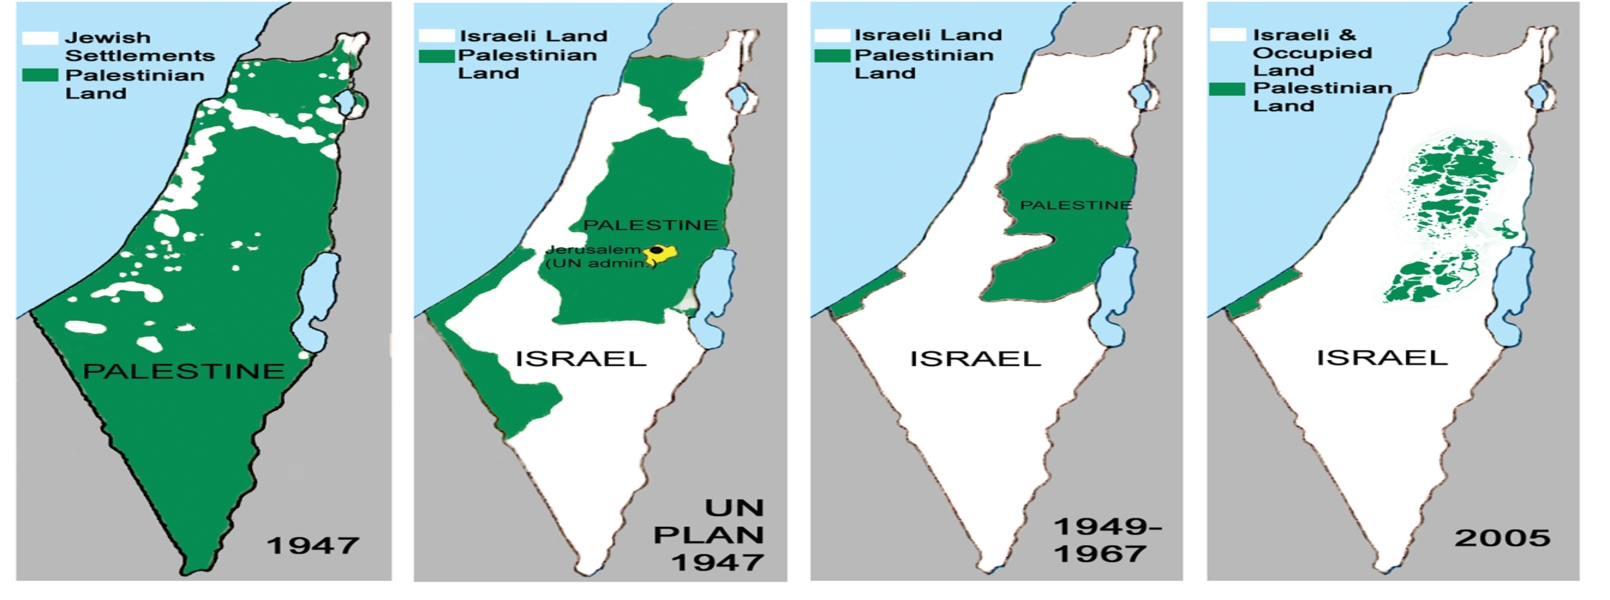 Jewish
Settlements
Palestinian
Land
PALESTINE
1947
Israeli Land
Palestinian
Land
PALESTINE
Jerusalem
(UN admin.)
ISRAEL
UN
PLAN
1947
Israeli Land
Palestinian
Land
PALESTINE
ISRAEL
1949-
1967
Israeli &
Occupied
Land
Palestinian
Land
ISRAEL
2005